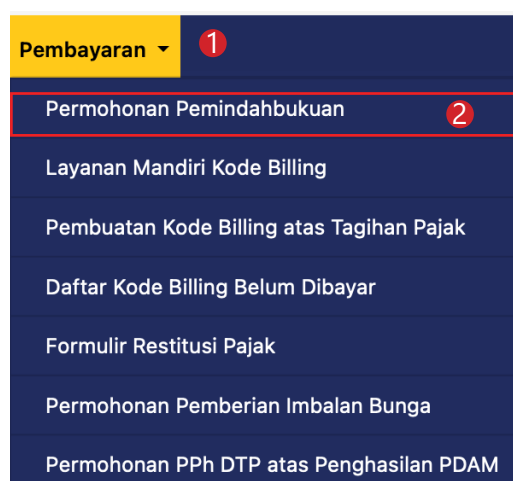 Pembayaran 1
Permohonan Pemindahbukuan 2
Layanan Mandiri Kode Billing
Pembuatan Kode Billing atas Tagihan Pajak
Daftar Kode Billing Belum Dibayar
Formulir Restitusi Pajak
Permohonan Pemberian Imbalan Bunga
Permohonan PPh DTP atas Penghasilan PDAM